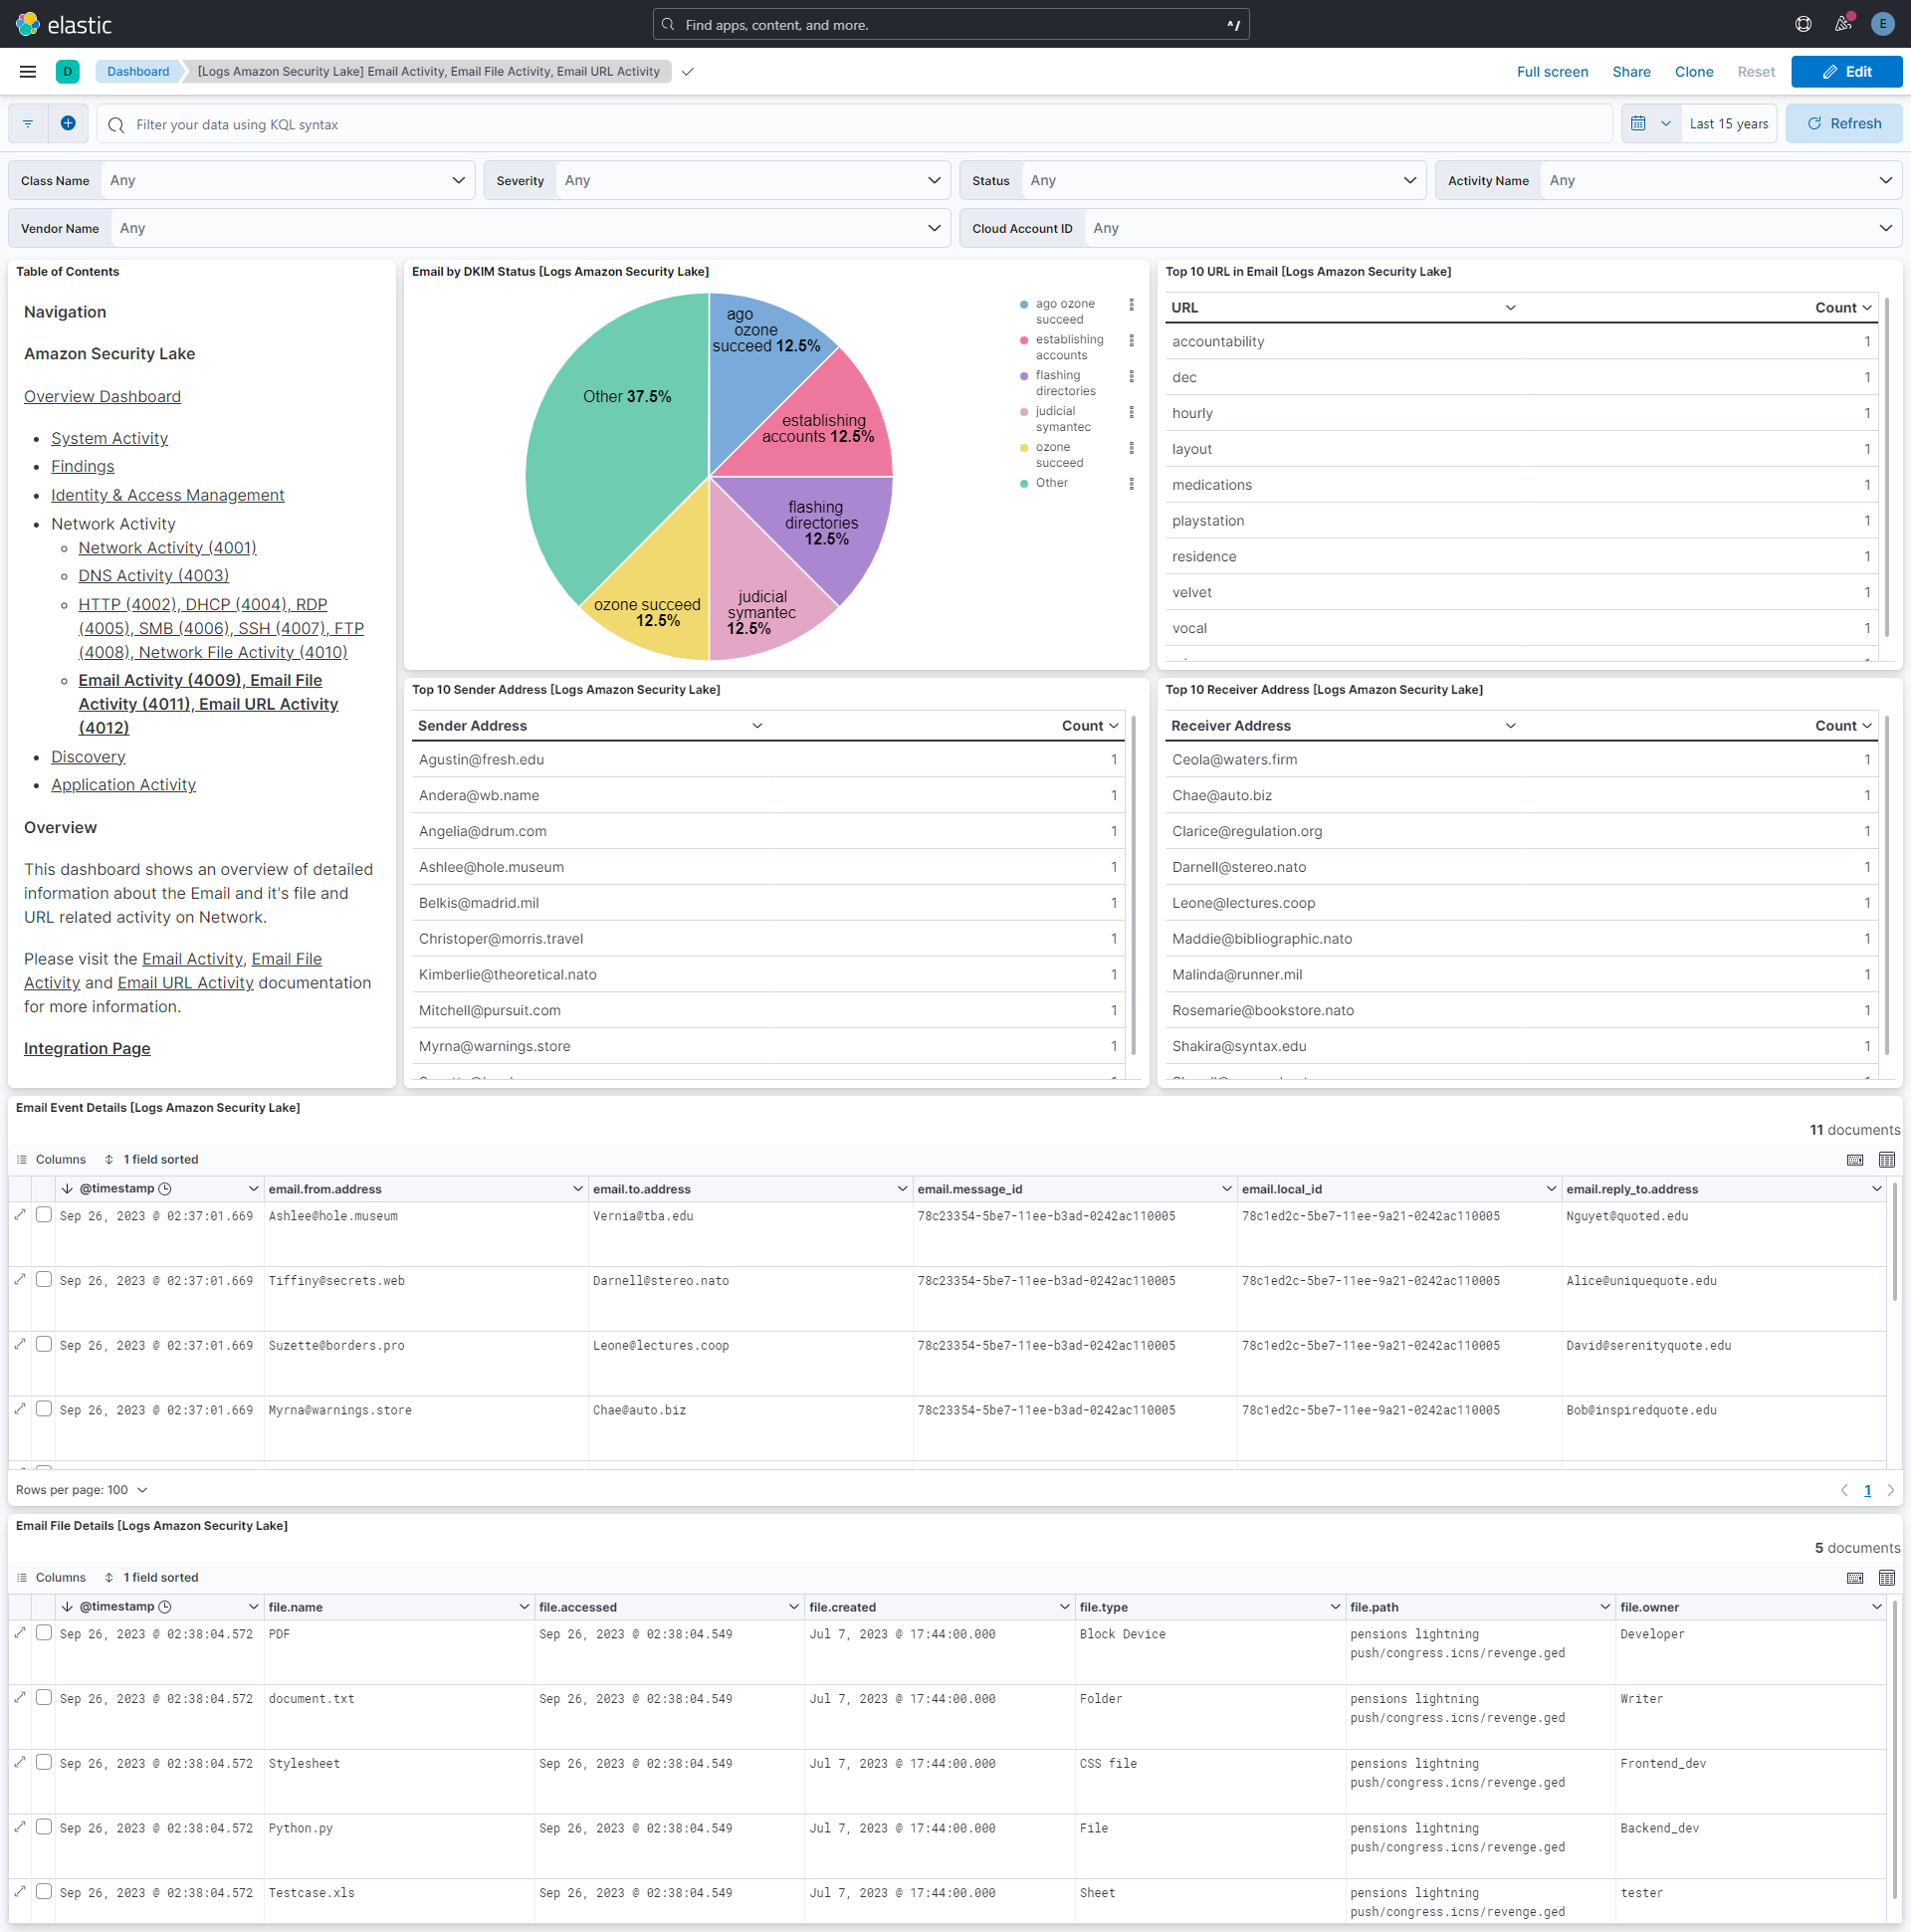 elastic
Find apps, content, and more.
^/
E
D
Dashboard
[Logs Amazon Security Lake] Email Activity, Email File Activity, Email URL Activity
Full screen
Share
Clone
Reset
Edit
Filter your data using KQL syntax
Last 15 years
Refresh
Class Name Any
Severity Any
Status Any
Activity Name Any
Vendor Name Any
Cloud Account ID Any
Table of Contents
Navigation
Amazon Security Lake
Overview Dashboard
System Activity
Findings
Identity & Access Management
Network Activity
Network Activity (4001)
DNS Activity (4003)
HTTP (4002), DHCP (4004), RDP
(4005), SMB (4006), SSH (4007), FTP
(4008), Network File Activity (4010)
Email Activity (4009), Email File
Activity (4011), Email URL Activity
(4012)
Discovery
Application Activity
Overview
This dashboard shows an overview of detailed
information about the Email and it's file and
URL related activity on Network.
Please visit the Email Activity, Email File
Activity and Email URL Activity documentation
for more information.
Integration Page
Email by DKIM Status [Logs Amazon Security Lake]
ago
ozone
succeed 12.5%
establishing
accounts 12.5%
flashing
directories
12.5%
judicial
symantec
12.5%
ozone succeed
12.5%
Other 37.5%
ago ozone
succeed
establishing
accounts
flashing
directories
judicial
symantec
ozone
succeed
Other
Top 10 URL in Email [Logs Amazon Security Lake]
URL Count
accountability 1
dec 1
hourly 1
layout 1
medications 1
playstation 1
residence 1
velvet 1
vocal 1
Top 10 Sender Address [Logs Amazon Security Lake]
Sender Address Count
Agustin@fresh.edu 1
Andera@wb.name 1
Angelia@drum.com 1
Ashlee@hole.museum 1
Belkis@madrid.mil 1
Christoper@morris.travel 1
Kimberlie@theoretical.nato 1
Mitchell@pursuit.com 1
Myrna@warnings.store 1
Top 10 Receiver Address [Logs Amazon Security Lake]
Receiver Address Count
Ceola@waters.firm 1
Chae@auto.biz 1
Clarice@regulation.org 1
Darnell@stereo.nato 1
Leone@lectures.coop 1
Maddie@bibliographic.nato 1
Malinda@runner.mil 1
Rosemarie@bookstore.nato 1
Shakira@syntax.edu 1
Email Event Details [Logs Amazon Security Lake]
11 documents
Columns 1 field sorted
@timestamp email.from.address email.to.address email.message_id email.local_id email.reply_to.address
Sep 26, 2023 @ 02:37:01.669 Ashlee@hole.museum Vernia@tba.edu 78c23354-5be7-11ee-b3ad-0242ac110005 78c1ed2c-5be7-11ee-9a21-0242ac110005 Nguyet@quoted.edu
Sep 26, 2023 @ 02:37:01.669 Tiffiny@secrets.web Darnell@stereo.nato 78c23354-5be7-11ee-b3ad-0242ac110005 78c1ed2c-5be7-11ee-9a21-0242ac110005 Alice@uniquequote.edu
Sep 26, 2023 @ 02:37:01.669 Suzette@borders.pro Leone@lectures.coop 78c23354-5be7-11ee-b3ad-0242ac110005 78c1ed2c-5be7-11ee-9a21-0242ac110005 David@serenityquote.edu
Sep 26, 2023 @ 02:37:01.669 Myrna@warnings.store Chae@auto.biz 78c23354-5be7-11ee-b3ad-0242ac110005 78c1ed2c-5be7-11ee-9a21-0242ac110005 Bob@inspiredquote.edu
Rows per page: 100
1
Email File Details [Logs Amazon Security Lake]
5 documents
Columns 1 field sorted
@timestamp file.name file.accessed file.created file.type file.path file.owner
Sep 26, 2023 @ 02:38:04.572 PDF Sep 26, 2023 @ 02:38:04.549 Jul 7, 2023 @ 17:44:00.000 Block Device pensions lightning Developer
push/congress.icns/revenge.ged
Sep 26, 2023 @ 02:38:04.572 document.txt Sep 26, 2023 @ 02:38:04.549 Jul 7, 2023 @ 17:44:00.000 Folder pensions lightning Writer
push/congress.icns/revenge.ged
Sep 26, 2023 @ 02:38:04.572 Stylesheet Sep 26, 2023 @ 02:38:04.549 Jul 7, 2023 @ 17:44:00.000 CSS file pensions lightning Frontend_dev
push/congress.icns/revenge.ged
Sep 26, 2023 @ 02:38:04.572 Python.py Sep 26, 2023 @ 02:38:04.549 Jul 7, 2023 @ 17:44:00.000 File pensions lightning Backend_dev
push/congress.icns/revenge.ged
Sep 26, 2023 @ 02:38:04.572 Testcase.xls Sep 26, 2023 @ 02:38:04.549 Jul 7, 2023 @ 17:44:00.000 Sheet pensions lightning tester
push/congress.icns/revenge.ged